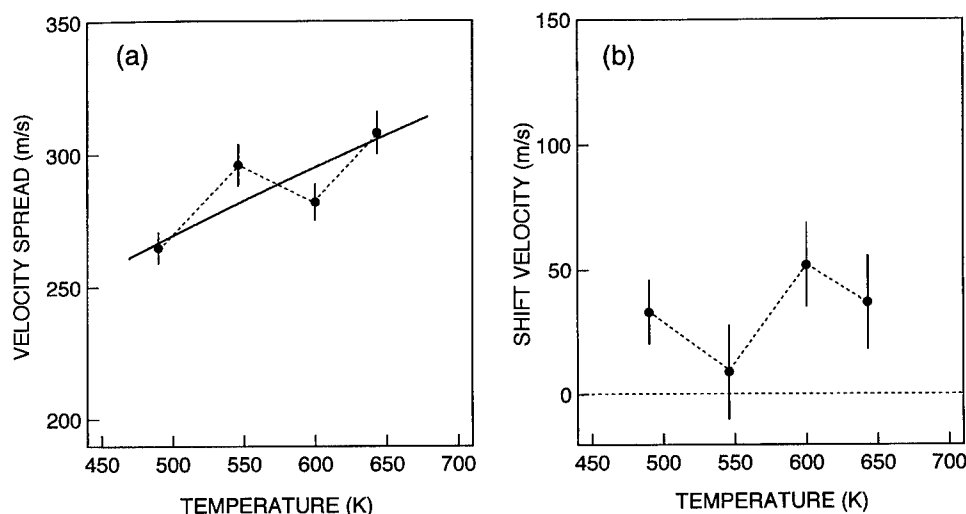 (a)
350
300
250
200
VELOCITY SPREAD (m/s)
450 500 550 600 650 700
TEMPERATURE (K)
(b)
150
100
50
0
SHIFT VELOCITY (m/s)
450 500 550 600 650 700
TEMPERATURE (K)